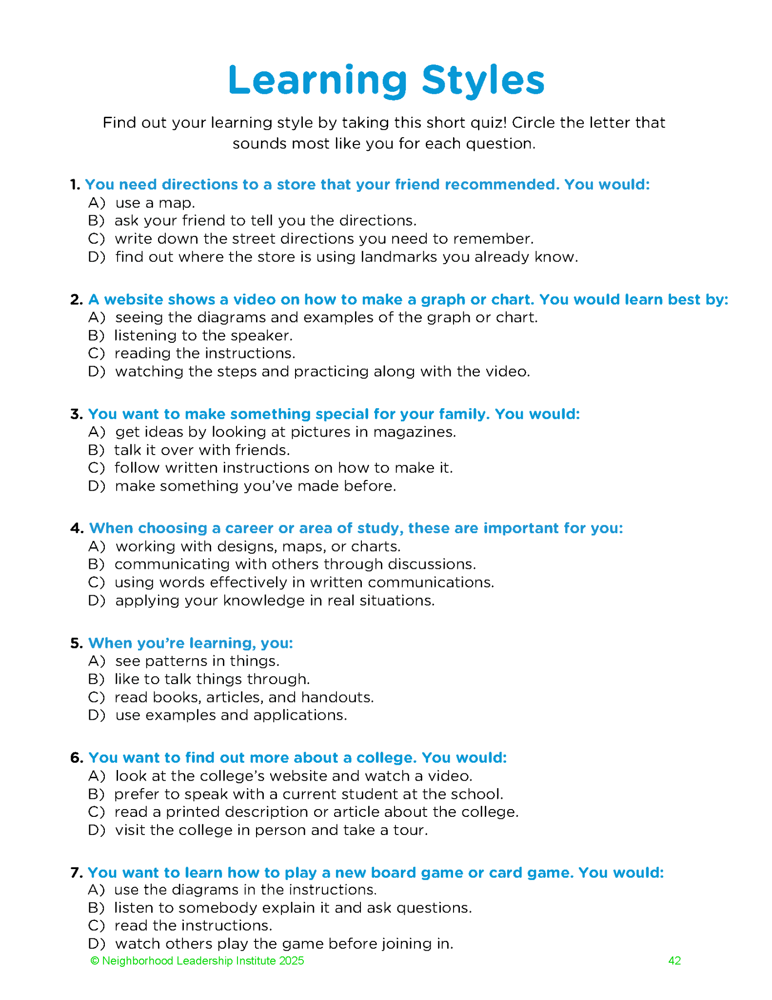 Learning Styles
Find out your learning style by taking this short quiz! Circle the letter that
sounds most like you for each question.
1. You need directions to a store that your friend recommended. You would:
A) use a map.
B) ask your friend to tell you the directions.
C) write down the street directions you need to remember.
D) find out where the store is using landmarks you already know.
2. A website shows a video on how to make a graph or chart. You would learn best by:
A) seeing the diagrams and examples of the graph or chart.
B) listening to the speaker.
C) reading the instructions.
D) watching the steps and practicing along with the video.
3. You want to make something special for your family. You would:
A) get ideas by looking at pictures in magazines.
B) talk it over with friends.
C) follow written instructions on how to make it.
D) make something you’ve made before.
4. When choosing a career or area of study, these are important for you:
A) working with designs, maps, or charts.
B) communicating with others through discussions.
C) using words effectively in written communications.
D) applying your knowledge in real situations.
5. When you’re learning, you:
A) see patterns in things.
B) like to talk things through.
C) read books, articles, and handouts.
D) use examples and applications.
6. You want to find out more about a college. You would:
A) look at the college’s website and watch a video.
B) prefer to speak with a current student at the school.
C) read a printed description or article about the college.
D) visit the college in person and take a tour.
7. You want to learn how to play a new board game or card game. You would:
A) use the diagrams in the instructions.
B) listen to somebody explain it and ask questions.
C) read the instructions.
D) watch others play the game before joining in.
© Neighborhood Leadership Institute 2025 42